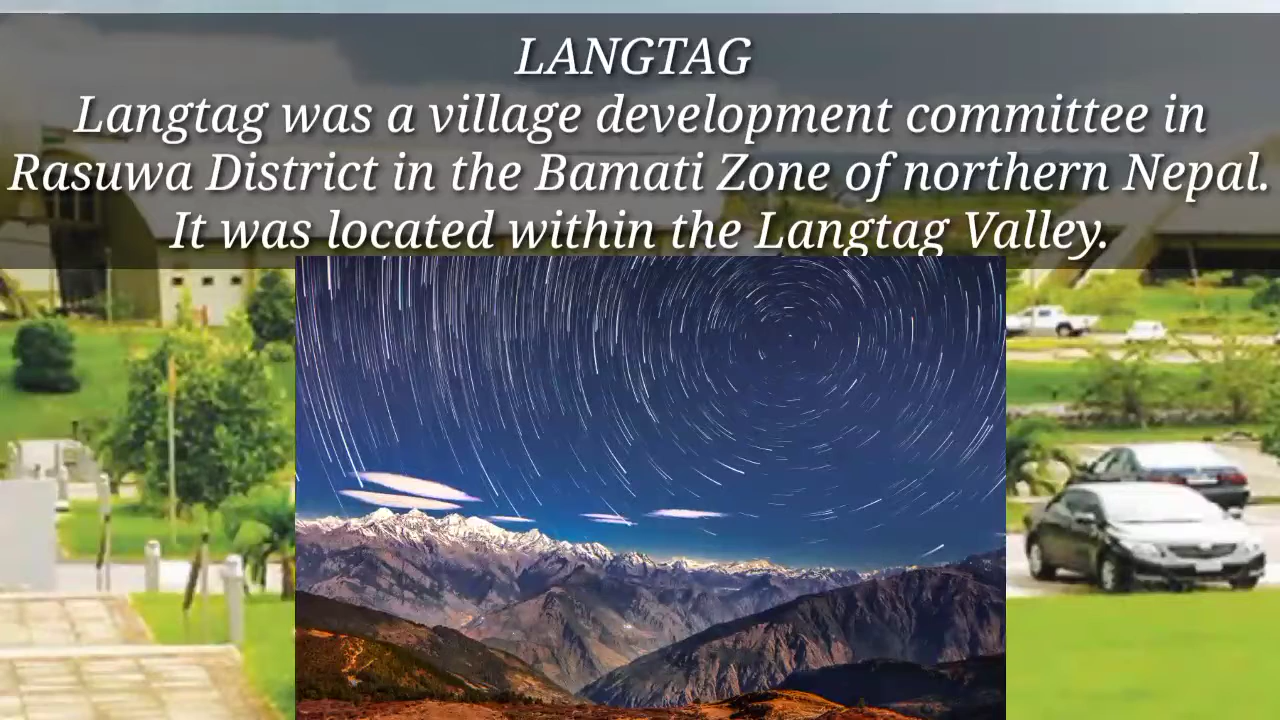 LANGTAG
Langtag was a village development committee in
Rasuwa District in the Bamati Zone of northern Nepal.
It was located within the Langtag Valley.